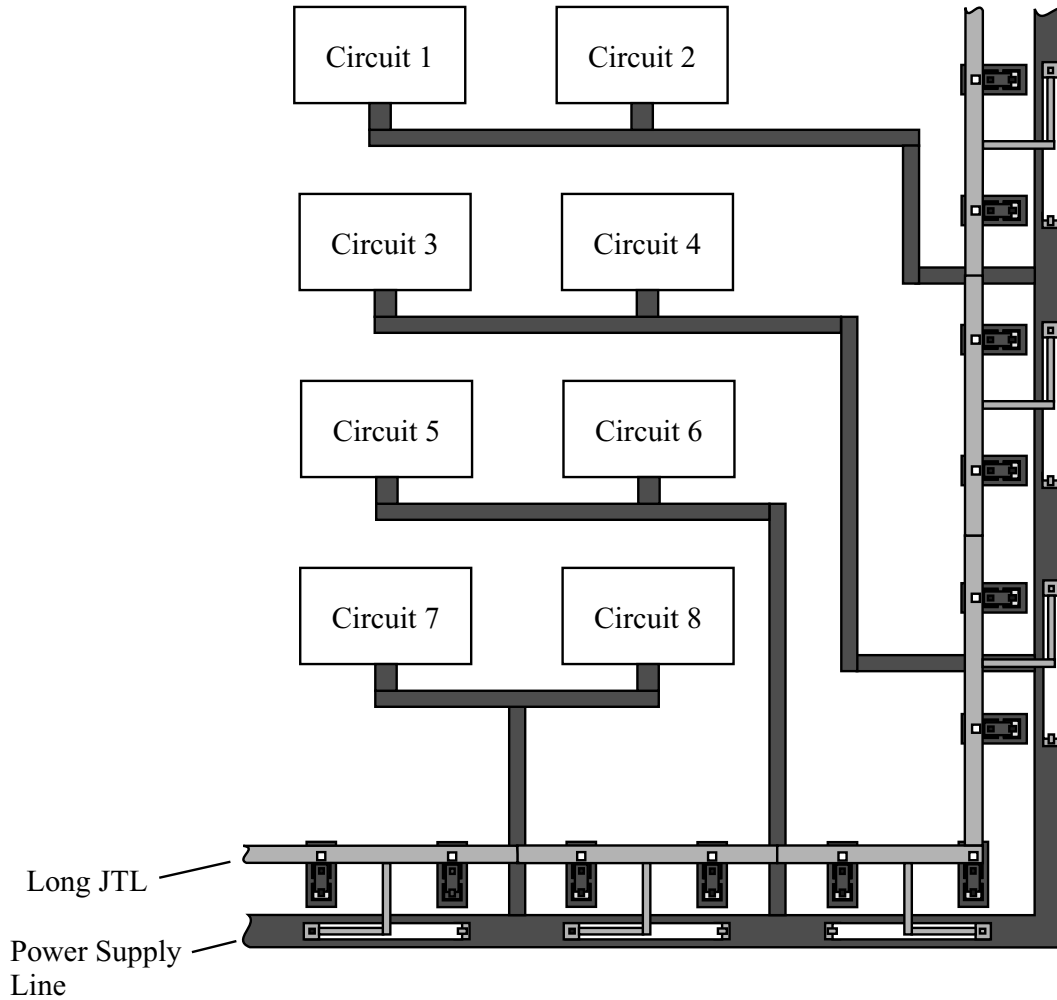 Circuit 1
Circuit 2
Circuit 3
Circuit 4
Circuit 5
Circuit 6
Circuit 7
Circuit 8
Long JTL
Power Supply
Line